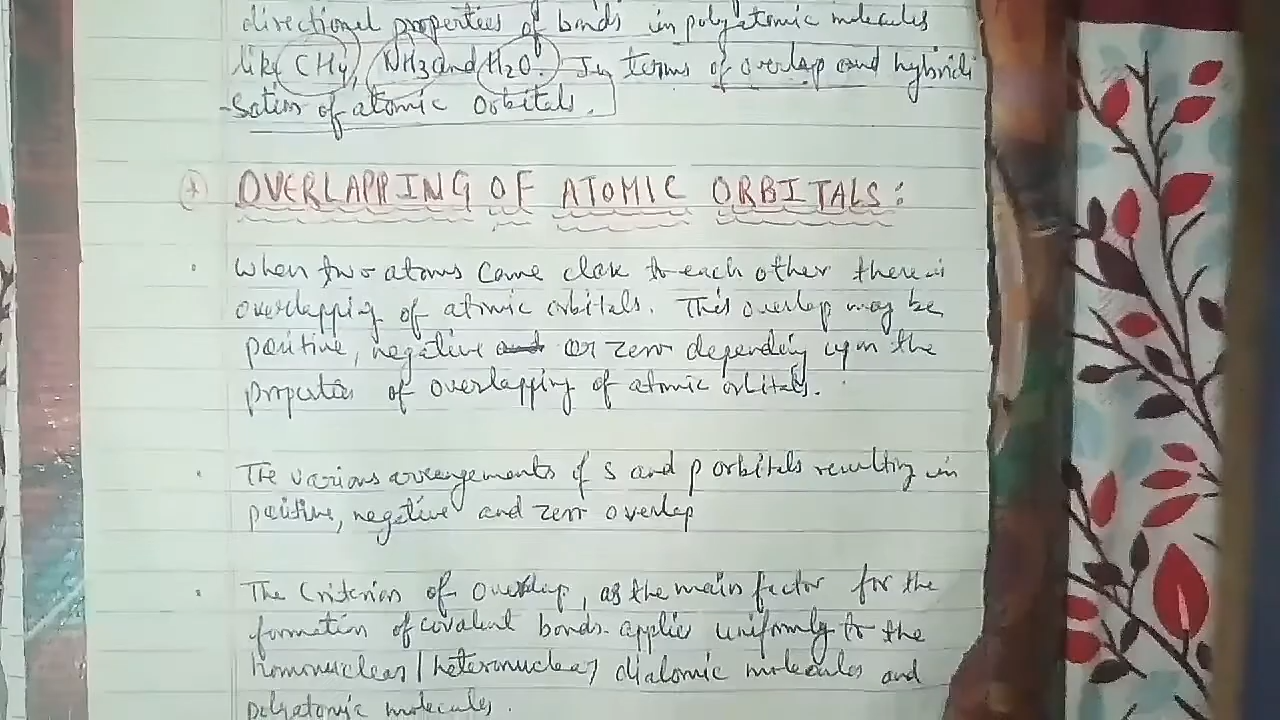 directional properties of bonds in polyatomic molecules
like CH4, NH3 and H2O. In terms of overlap and hybridi
-sation of atomic orbitals.
* OVERLAPPING OF ATOMIC ORBITALS:
. When two atoms come close to each other there is
overlapping of atomic orbitals. This overlap may be
positive, negative and or zero depending upon the
properties of overlapping of atomic orbitals.
. The various arrangements of s and p orbitals resulting in
positive, negative and zero overlap
. The Criterion of Overlap, as the main factor for the
formation of covalent bonds. applies uniformly to the
homonuclear/heteronuclear diatomic molecules and
polyatomic molecules.